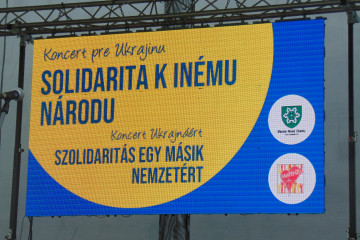 Koncert pre Ukrajinu
SOLIDARITA K INÉMU
NÁRODU
Koncert Ukrajnáért
SZOLIDARITÁS EGY MÁSIK
NEMZETÉRT